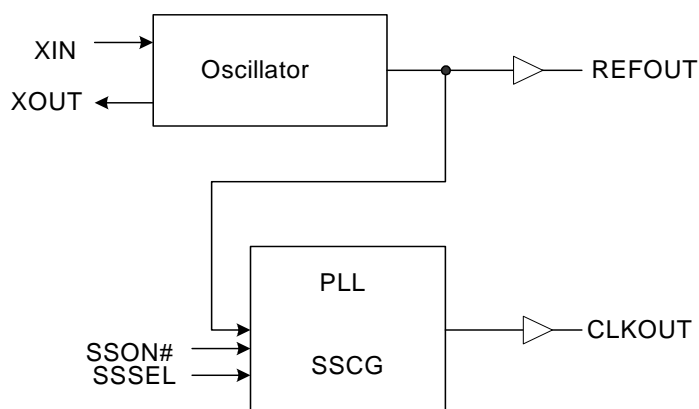 XIN
Oscillator
REFOUT
XOUT
PLL
CLKOUT
SSON#
SSSEL
SSCG